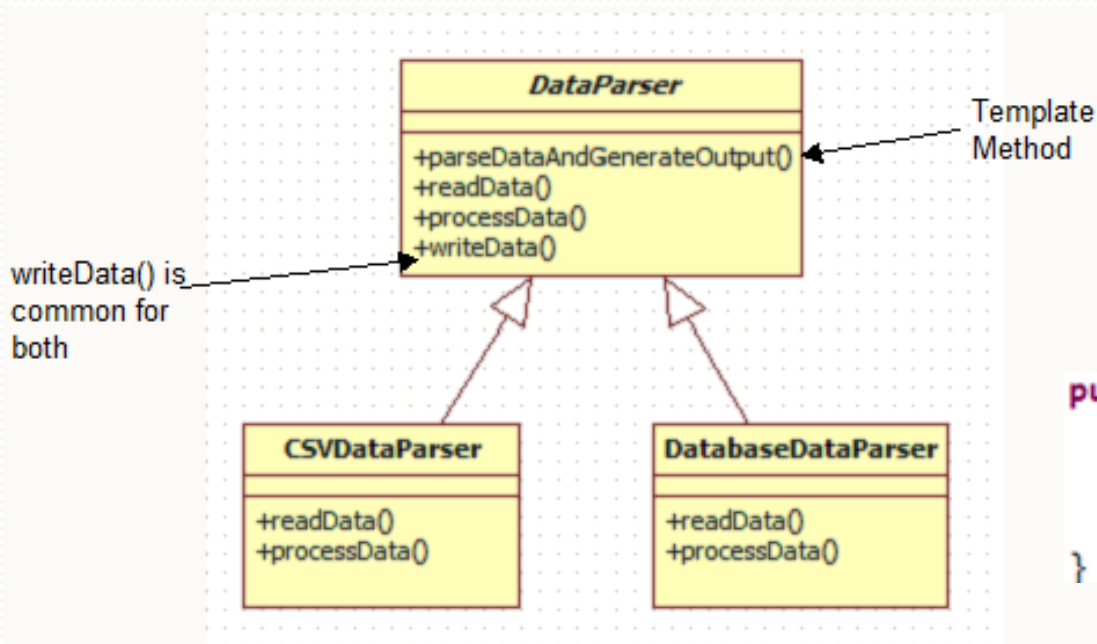 DataParser
+parseDataAndGenerateOutput()
+readData()
+processData()
+writeData()
Template
Method
writeData() is
common for
both
CSVDataParser
+readData()
+processData()
DatabaseDataParser
+readData()
+processData()
}